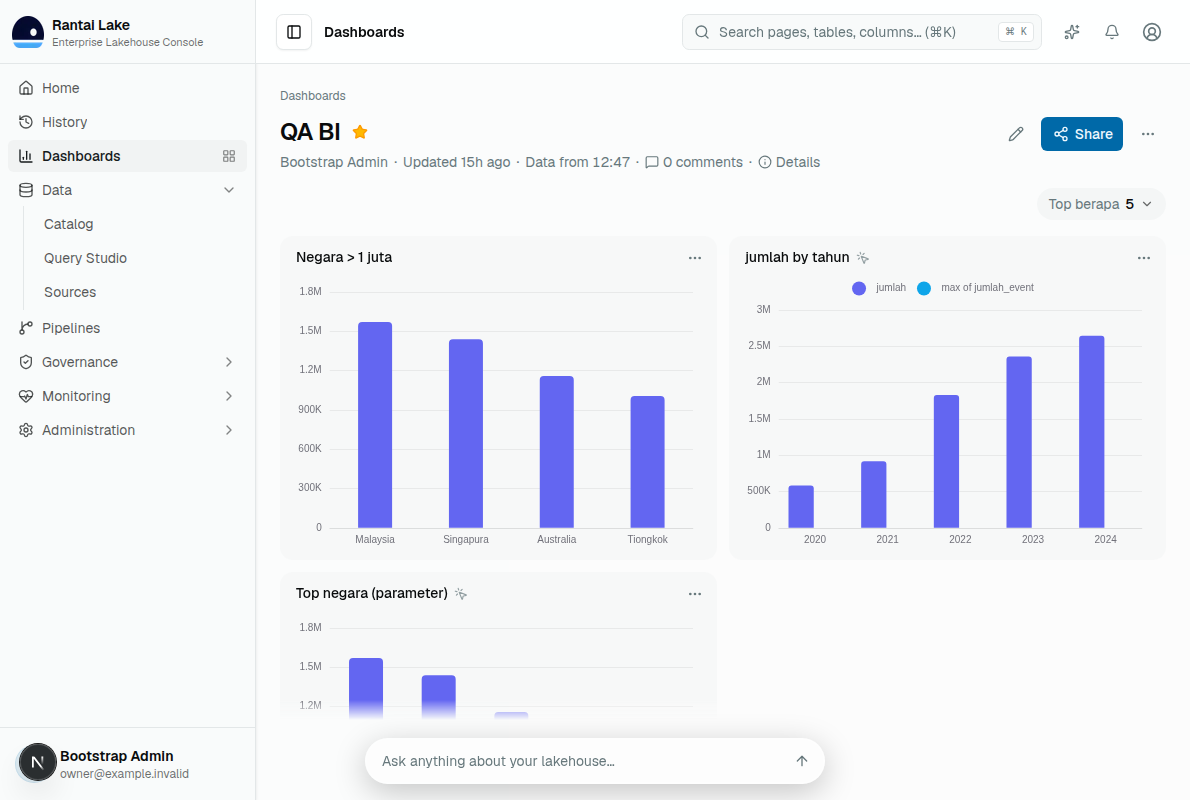 Rantai Lake
Enterprise Lakehouse Console
Home
History
Dashboards
Data
Catalog
Query Studio
Sources
Pipelines
Governance
Monitoring
Administration
N
Bootstrap Admin
owner@example.invalid
Dashboards
Search pages, tables, columns... (⌘K)
⌘ K
Dashboards
QA BI
Share
Bootstrap Admin · Updated 15h ago · Data from 12:47 · 0 comments · Details
Top berapa 5
Negara > 1 juta
1.8M
1.5M
1.2M
900K
600K
300K
0
Malaysia Singapura Australia Tiongkok
jumlah by tahun
jumlah max of jumlah_event
3M
2.5M
2M
1.5M
1M
500K
0
2020 2021 2022 2023 2024
Top negara (parameter)
1.8M
1.5M
1.2M
Ask anything about your lakehouse...